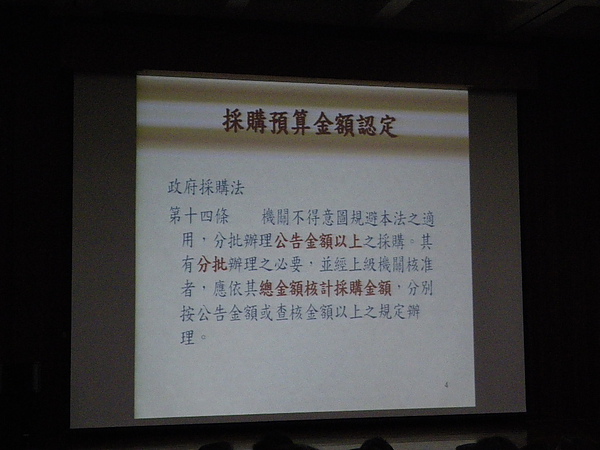 採購預算金額認定
政府採購法
第十四條　　機關不得意圖規避本法之適
用，分批辦理公告金額以上之採購。其
有分批辦理之必要，並經上級機關核准
者，應依其總金額核計採購金額，分別
按公告金額或查核金額以上之規定辦
理。
4